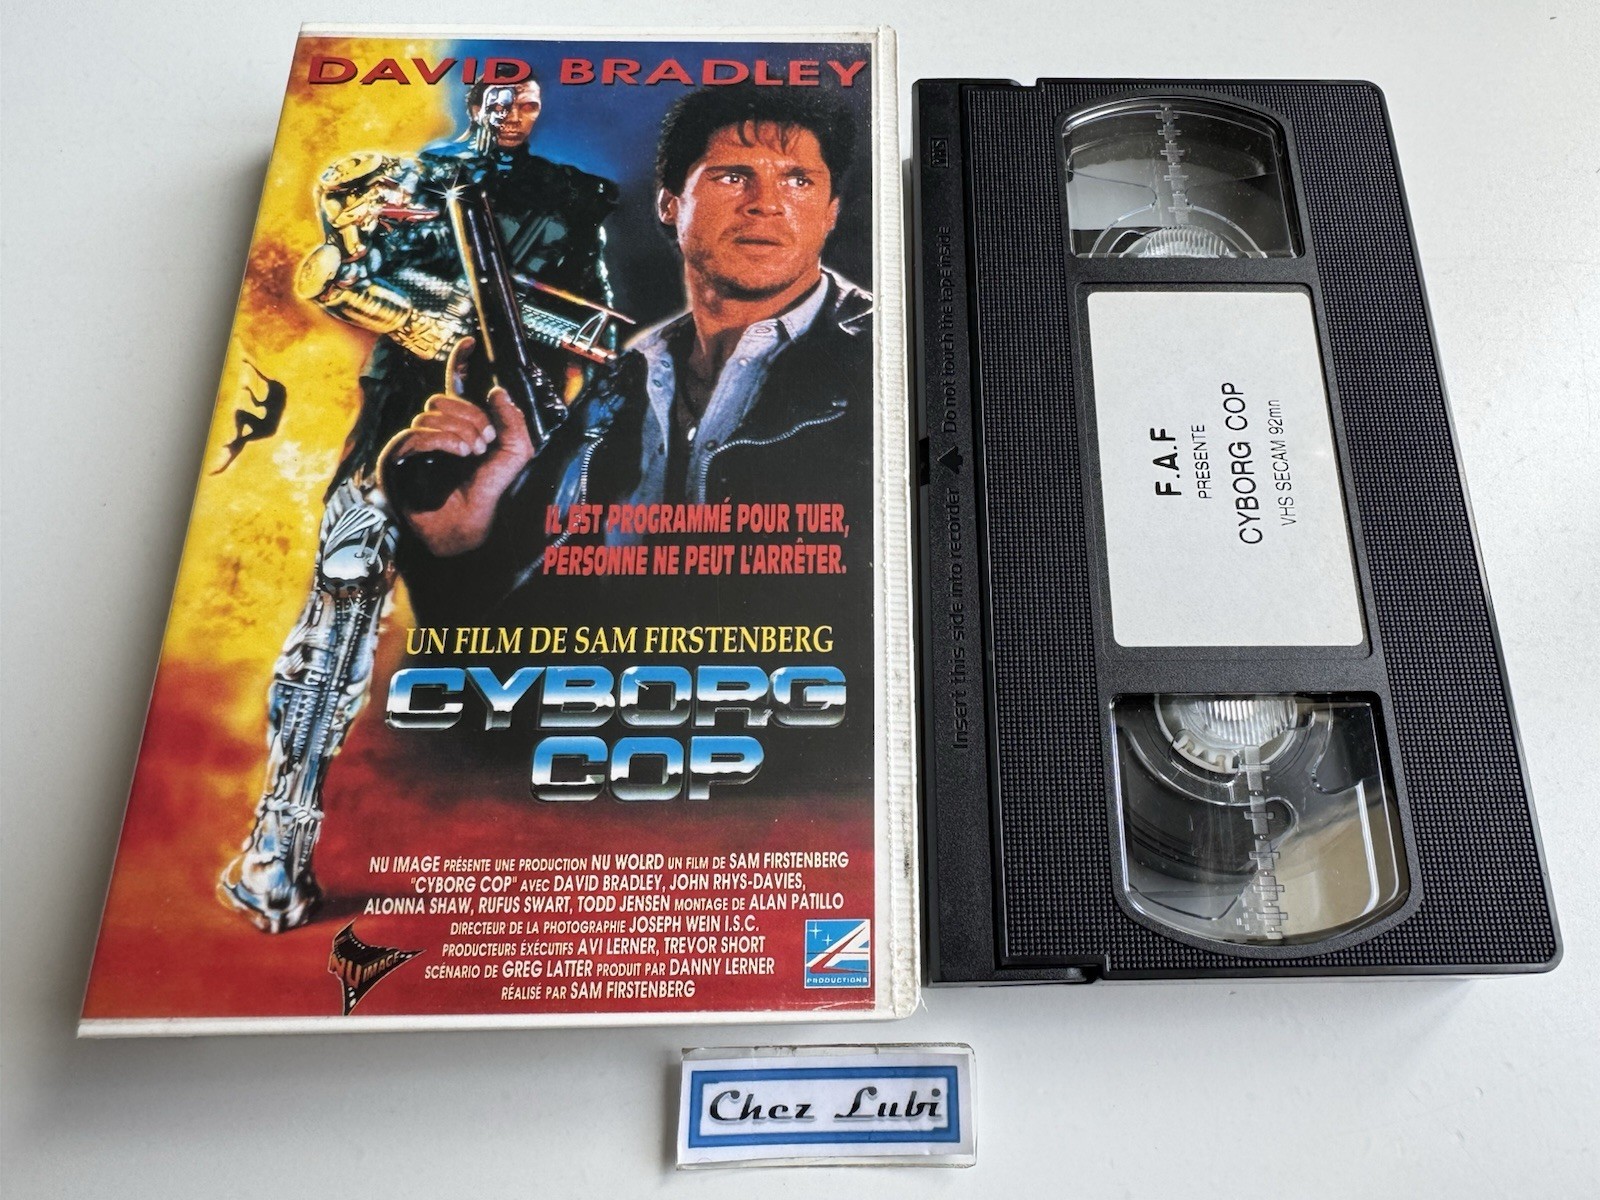 DAVID BRADLEY
IL EST PROGRAMMÉ POUR TUER,
PERSONNE NE PEUT L'ARRÊTER.
UN FILM DE SAM FIRSTENBERG
CYBORG
COP
NU IMAGE PRÉSENTE UNE PRODUCTION NU WOLRD UN FILM DE SAM FIRSTENBERG
"CYBORG COP" AVEC DAVID BRADLEY, JOHN RHYS-DAVIES,
ALONNA SHAW, RUFUS SWART, TODD JENSEN MONTAGE DE ALAN PATILLO
DIRECTEUR DE LA PHOTOGRAPHIE JOSEPH WEIN I.S.C.
PRODUCTEURS EXÉCUTIFS AVI LERNER, TREVOR SHORT
SCÉNARIO DE GREG LATTER PRODUIT PAR DANNY LERNER
RÉALISÉ PAR SAM FIRSTENBERG
NU IMAGE
PRODUCTIONS
VHS
Insert this side into recorder ▲ Do not touch the tape inside
F.A.F
PRESENTE
CYBORG COP
VHS SECAM 92mn
Chez Lubi